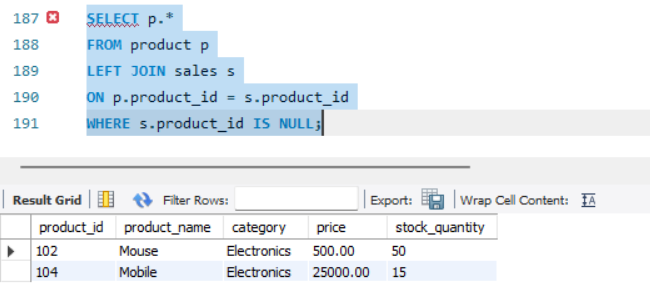 187 SELECT p.*
188 FROM product p
189 LEFT JOIN sales s
190 ON p.product_id = s.product_id
191 WHERE s.product_id IS NULL;
Result Grid Filter Rows: Export: Wrap Cell Content: IA
product_id product_name category price stock_quantity
102 Mouse Electronics 500.00 50
104 Mobile Electronics 25000.00 15